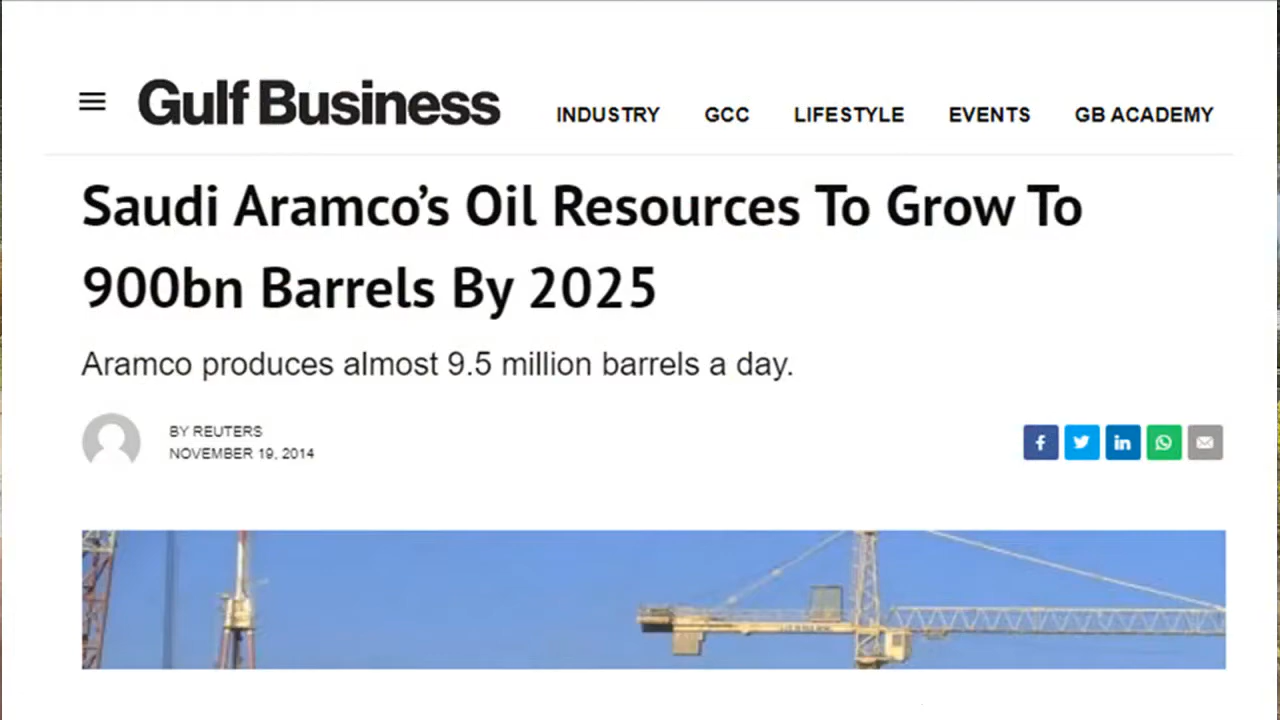 Gulf Business
INDUSTRY GCC LIFESTYLE EVENTS GB ACADEMY
Saudi Aramco’s Oil Resources To Grow To
900bn Barrels By 2025
Aramco produces almost 9.5 million barrels a day.
BY REUTERS
NOVEMBER 19, 2014